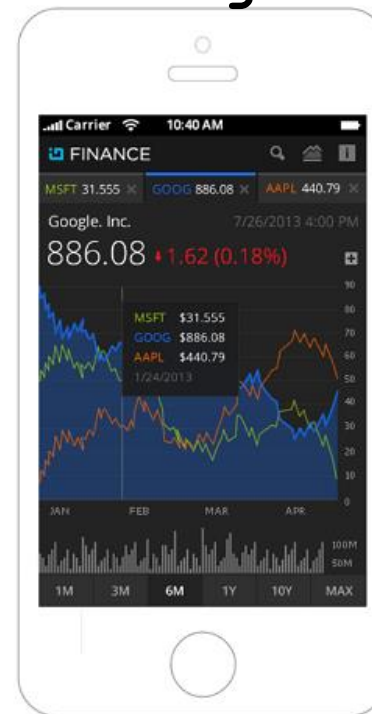 Carrier 10:40 AM
FINANCE
MSFT 31.555 × GOOG 886.08 × AAPL 440.79 ×
Google. Inc. 7/26/2013 4:00 PM
886.08 1.62 (0.18%)
90
80
MSFT $31.555
70
GOOG $886.08
60
AAPL $440.79
50
1/24/2013
40
30
20
10
0
JAN FEB MAR APR
100M
50M
1M 3M 6M 1Y 10Y MAX